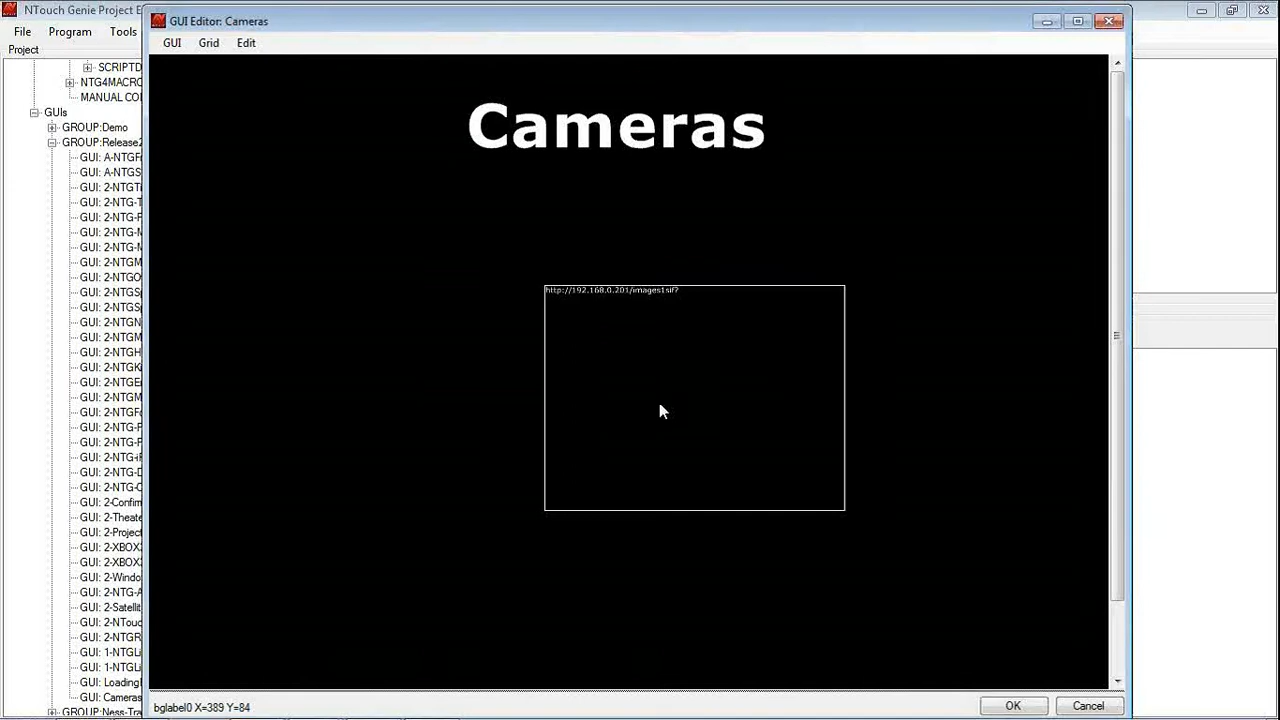 NTouch Genie Project E
GUI Editor: Cameras
File Program Tools
GUI Grid Edit
Project
SCRIPTD
NTG4MACRO
MANUAL CO
GUIs
GROUP:Demo
GROUP:Release2
GUI: A-NTGF
GUI: A-NTGS
GUI: 2-NTGTi
GUI: 2-NTG-T
GUI: 2-NTG-F
GUI: 2-NTG-M
GUI: 2-NTG-M
GUI: 2-NTGM
GUI: 2-NTGO
GUI: 2-NTGS
GUI: 2-NTGS
GUI: 2-NTGN
GUI: 2-NTGM
GUI: 2-NTGH
GUI: 2-NTGK
GUI: 2-NTGE
GUI: 2-NTGM
GUI: 2-NTGF
GUI: 2-NTG-P
GUI: 2-NTG-P
GUI: 2-NTG-i
GUI: 2-NTG-D
GUI: 2-NTG-C
GUI: 2-Confirm
GUI: 2-Theate
GUI: 2-Project
GUI: 2-XBOX
GUI: 2-XBOX
GUI: 2-Windo
GUI: 2-NTG-A
GUI: 2-Satellit
GUI: 2-NTouc
GUI: 2-NTGR
GUI: 1-NTGLi
GUI: 1-NTGLi
GUI: Loading
GUI: Cameras
GROUP:Ness-Tra
Cameras
http://192.168.0.201/images1sif?
bglabel0 X=389 Y=84
OK Cancel